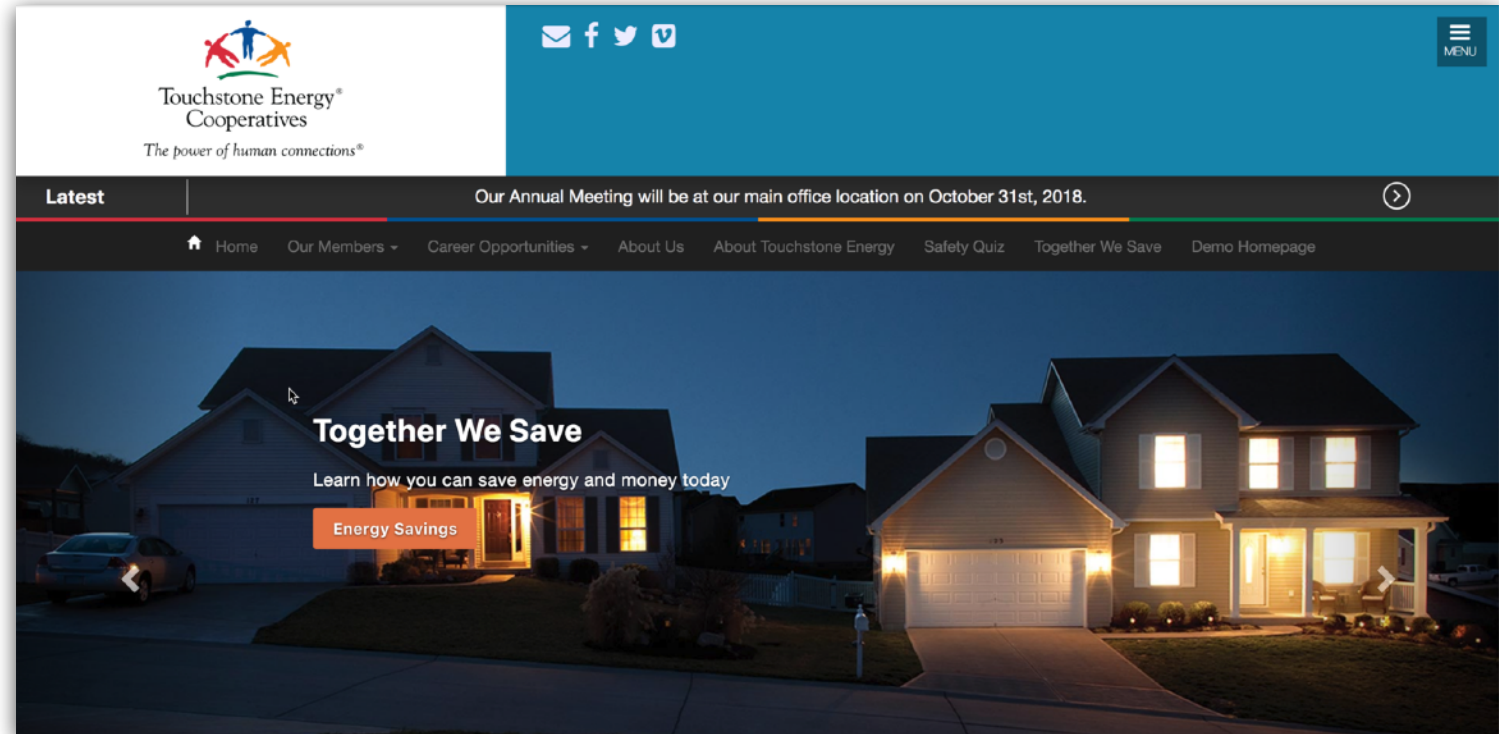 Touchstone Energy®
Cooperatives
The power of human connections®
MENU
Latest
Our Annual Meeting will be at our main office location on October 31st, 2018.
Home Our Members Career Opportunities About Us About Touchstone Energy Safety Quiz Together We Save Demo Homepage
Together We Save
Learn how you can save energy and money today
Energy Savings